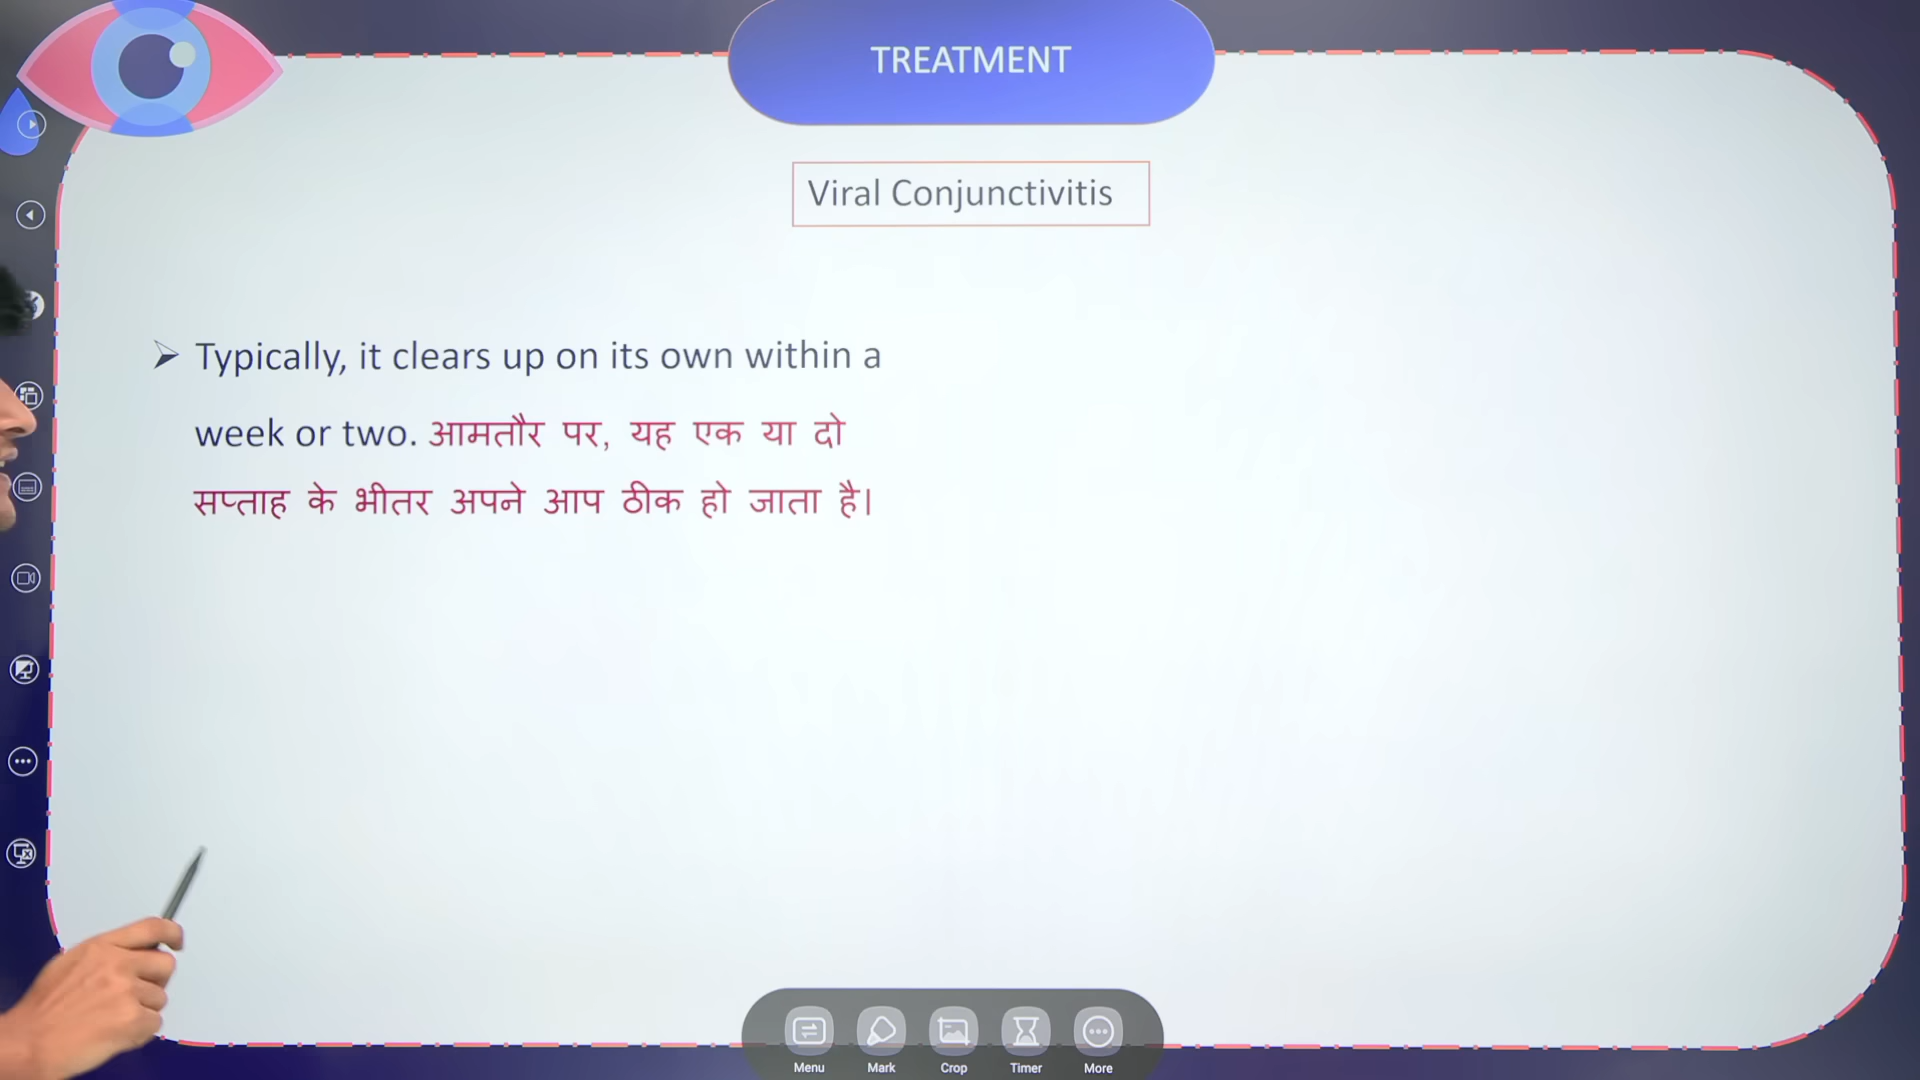 TREATMENT
Viral Conjunctivitis
Typically, it clears up on its own within a
week or two. आमतौर पर, यह एक या दो
सप्ताह के भीतर अपने आप ठीक हो जाता है।
Menu Mark Crop Timer More